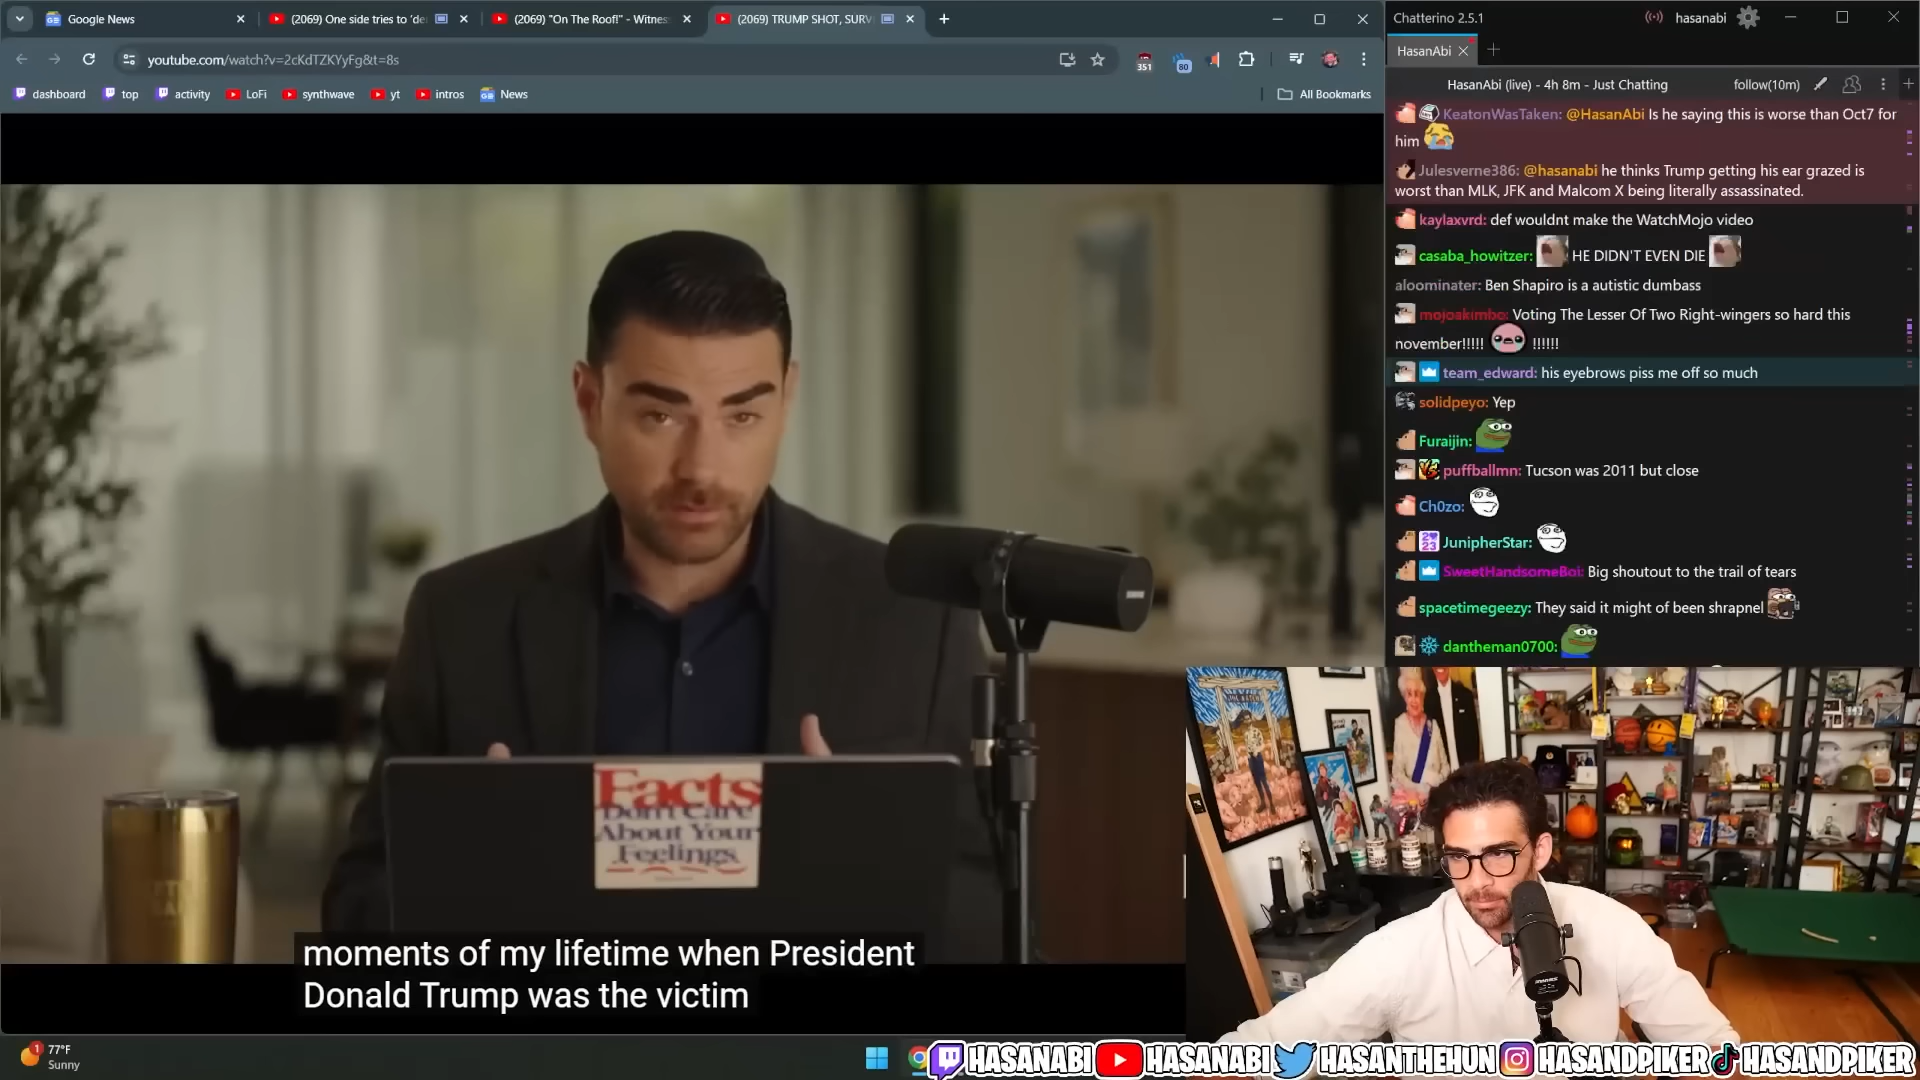 Google News
(2069) One side tries to 'de
(2069) "On The Roof!" - Witnes
(2069) TRUMP SHOT, SURV
youtube.com/watch?v=2cKdTZKYyFg&t=8s
351
80
dashboard
top
activity
LoFi
synthwave
yt
intros
News
All Bookmarks
Facts
Don't Care
About Your
Feelings
moments of my lifetime when President
Donald Trump was the victim
1
77°F
Sunny
Chatterino 2.5.1
hasanabi
HasanAbi
HasanAbi (live) - 4h 8m - Just Chatting
follow(10m)
KeatonWasTaken: @HasanAbi Is he saying this is worse than Oct7 for
him
Julesverne386: @hasanabi he thinks Trump getting his ear grazed is
worst than MLK, JFK and Malcom X being literally assassinated.
kaylaxvrd: def wouldnt make the WatchMojo video
casaba_howitzer: HE DIDN'T EVEN DIE
aloominater: Ben Shapiro is a autistic dumbass
mojoakimbo: Voting The Lesser Of Two Right-wingers so hard this
november!!!!! !!!!!!
team_edward: his eyebrows piss me off so much
solidpeyo: Yep
Furaijin:
puffballmn: Tucson was 2011 but close
Ch0zo:
JunipherStar:
SweetHandsomeBoi: Big shoutout to the trail of tears
spacetimegeezy: They said it might of been shrapnel
dantheman0700:
HASANABI HASANABI HASANTHEHUN HASANDPIKER HASANDPIKER